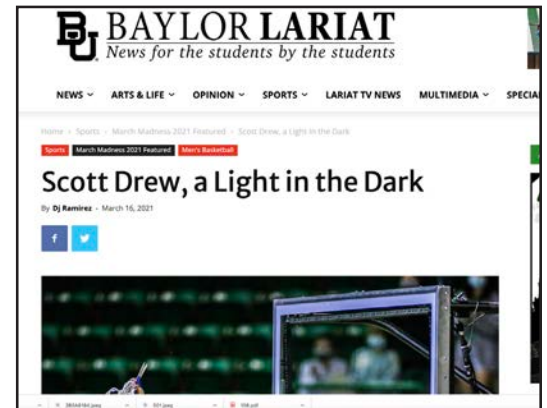 BU BAYLOR LARIAT
News for the students by the students
NEWS ARTS & LIFE OPINION SPORTS LARIAT TV NEWS MULTIMEDIA SPECIA
Home › Sports › March Madness 2021 Featured › Scott Drew, a Light in the Dark
Sports March Madness 2021 Featured Men's Basketball
Scott Drew, a Light in the Dark
By Dj Ramirez - March 16, 2021